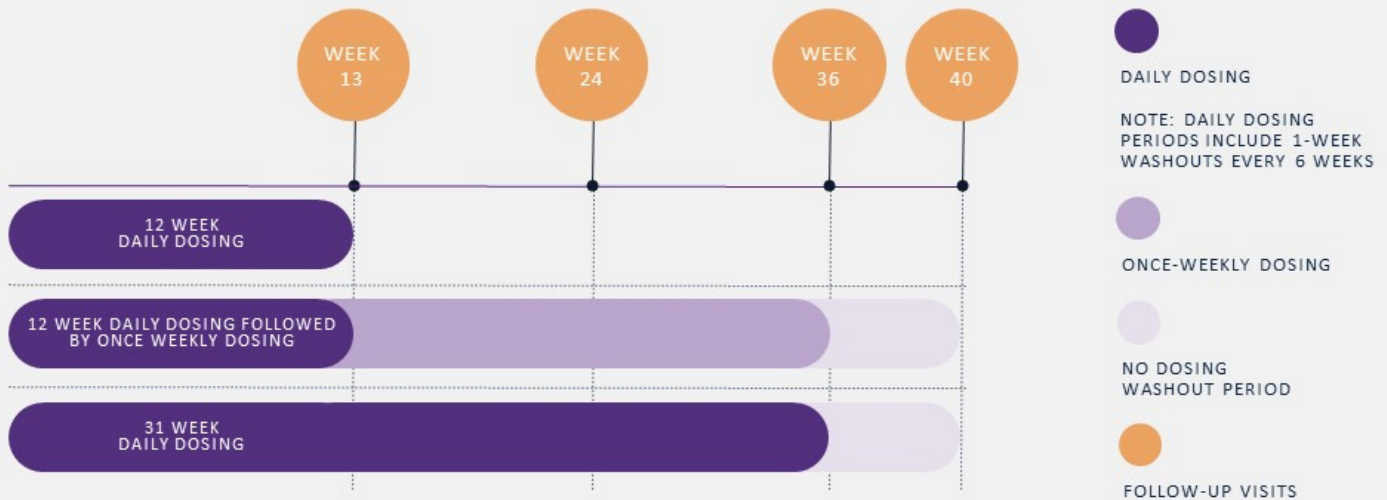 WEEK
13
WEEK
24
WEEK
36
WEEK
40
12 WEEK
DAILY DOSING
12 WEEK DAILY DOSING FOLLOWED
BY ONCE WEEKLY DOSING
31 WEEK
DAILY DOSING
DAILY DOSING
NOTE: DAILY DOSING
PERIODS INCLUDE 1-WEEK
WASHOUTS EVERY 6 WEEKS
ONCE-WEEKLY DOSING
NO DOSING
WASHOUT PERIOD
FOLLOW-UP VISITS